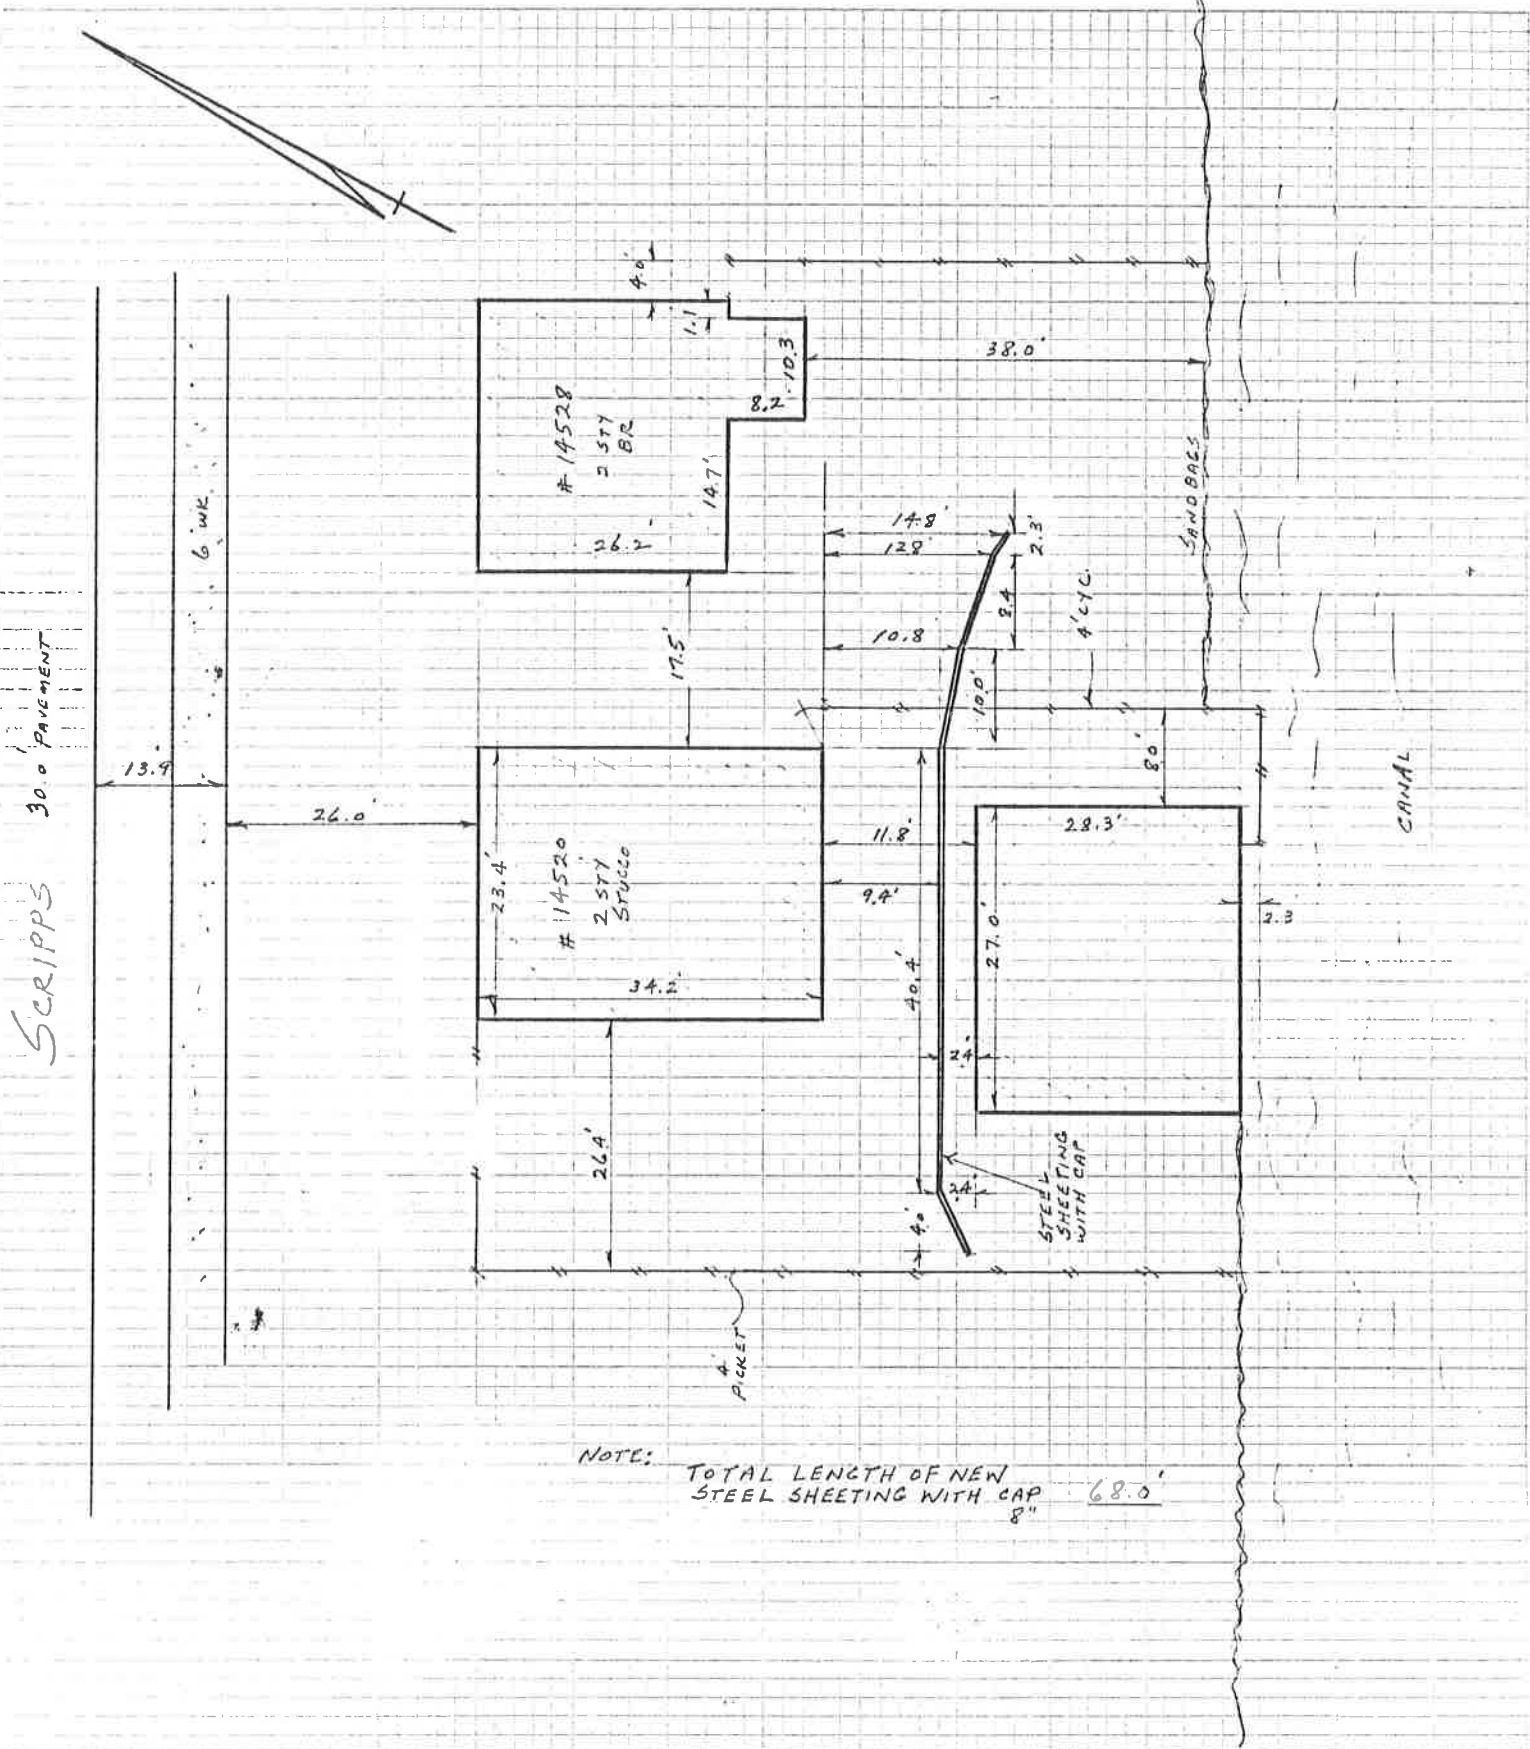 SCRIPPS
30.0' PAVEMENT
13.9'
6' WK.
26.0'
4.0'
1.1
10.3
8.2
38.0'
# 14528
2 STY
BR
14.7'
26.2
17.5'
14.8'
12.8'
2.3'
8.4
10.8
10.0'
4' CYC.
SANDBAGS
8.0'
CANAL
# 14520
2 STY
STUCCO
23.4'
34.2
11.8'
9.4'
28.3'
27.0'
2.3
40.4'
2.4'
2.4
4.0'
26.4'
STEEL
SHEETING
WITH CAP
4'
PICKET
NOTE:
TOTAL LENGTH OF NEW
STEEL SHEETING WITH CAP 68.0'
8"